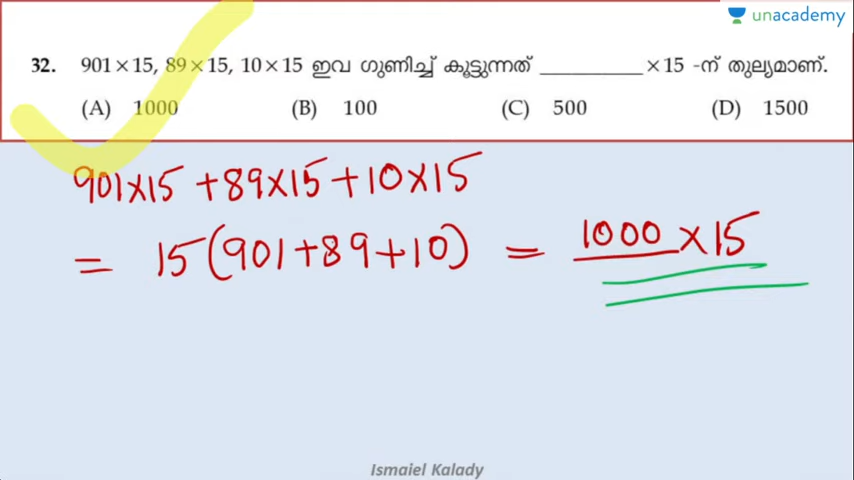 unacademy
32. 901 × 15, 89 × 15, 10 × 15 ഇവ ഗുണിച്ച് കൂട്ടുന്നത് __________ × 15 -ന് തുല്യമാണ്.
(A) 1000 (B) 100 (C) 500 (D) 1500
901×15 + 89×15 + 10×15
= 15(901+89+10) = 1000 × 15
Ismaiel Kalady